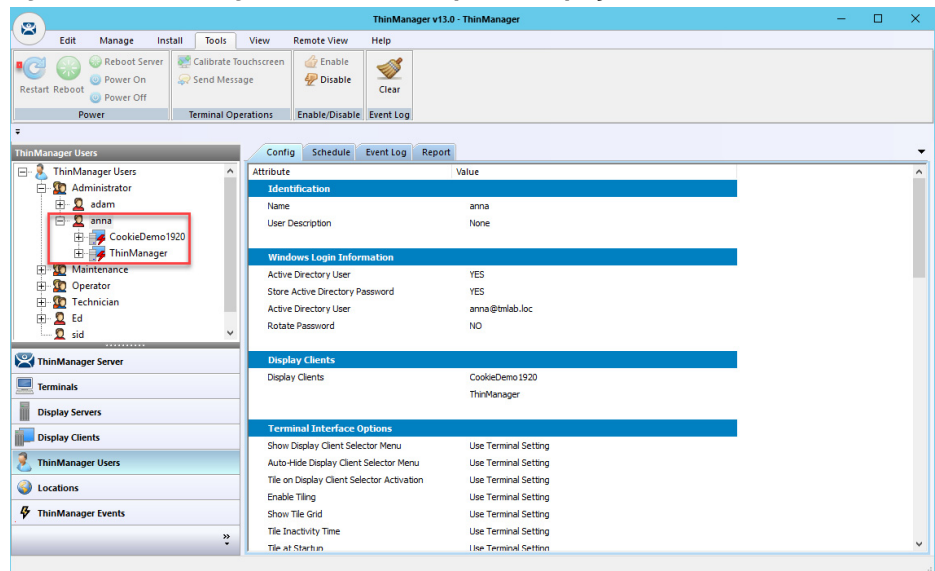 ThinManager v13.0 - ThinManager
Edit Manage Install Tools View Remote View Help
Restart Reboot
Reboot Server
Power On
Power Off
Power
Calibrate Touchscreen
Send Message
Terminal Operations
Enable
Disable
Enable/Disable
Clear
Event Log
ThinManager Users
ThinManager Users
Administrator
adam
anna
CookieDemo1920
ThinManager
Maintenance
Operator
Technician
Ed
sid
ThinManager Server
Terminals
Display Servers
Display Clients
ThinManager Users
Locations
ThinManager Events
Config Schedule Event Log Report
Attribute Value
Identification
Name anna
User Description None
Windows Login Information
Active Directory User YES
Store Active Directory Password YES
Active Directory User anna@tmlab.loc
Rotate Password NO
Display Clients
Display Clients CookieDemo1920
ThinManager
Terminal Interface Options
Show Display Client Selector Menu Use Terminal Setting
Auto-Hide Display Client Selector Menu Use Terminal Setting
Tile on Display Client Selector Activation Use Terminal Setting
Enable Tiling Use Terminal Setting
Show Tile Grid Use Terminal Setting
Tile Inactivity Time Use Terminal Setting
Tile at Startup Use Terminal Setting